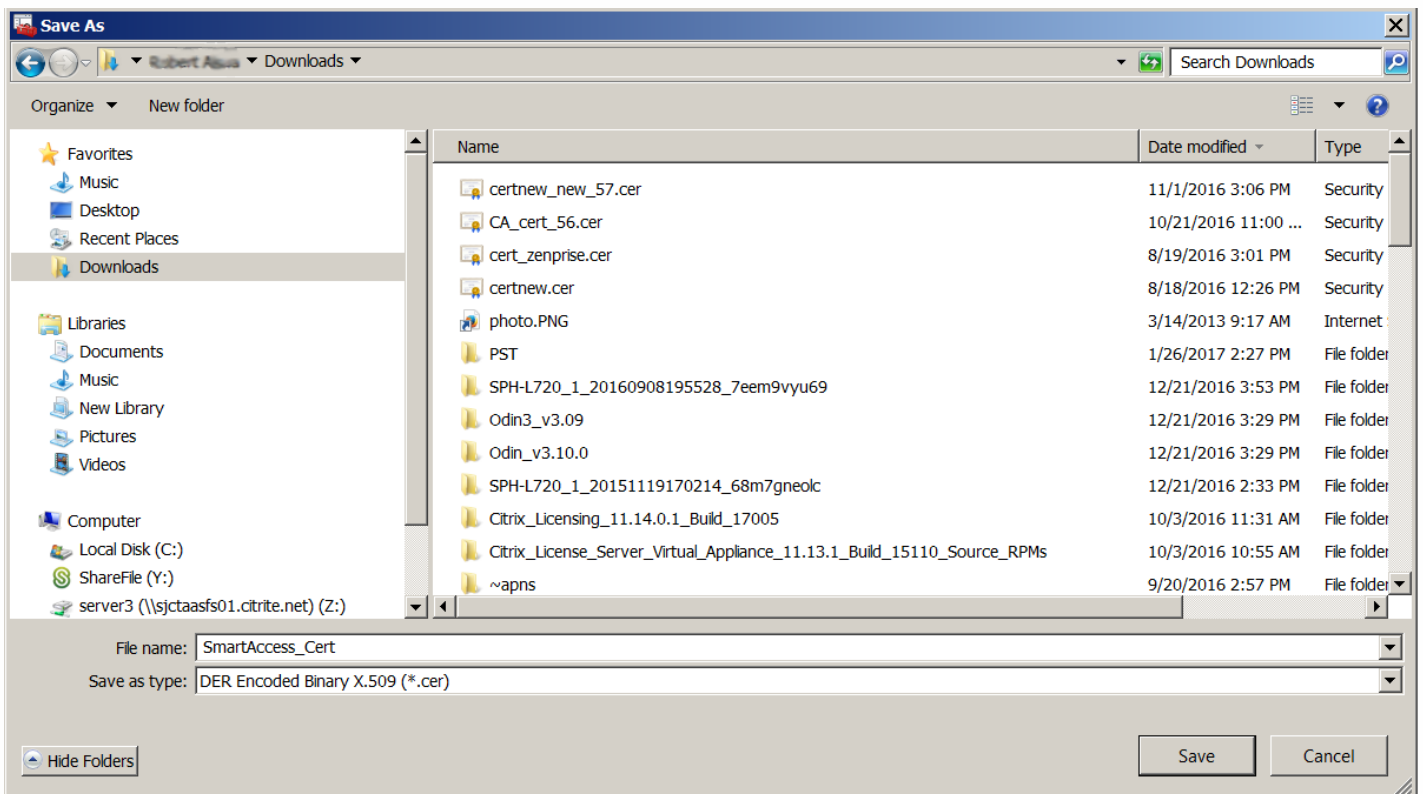 Save As
Downloads
Search Downloads
Organize New folder
Name Date modified Type
Favorites
Music
Desktop
Recent Places
Downloads
Libraries
Documents
Music
New Library
Pictures
Videos
Computer
Local Disk (C:)
ShareFile (Y:)
server3 (\\sjctaasfs01.citrite.net) (Z:)
certnew_new_57.cer 11/1/2016 3:06 PM Security
CA_cert_56.cer 10/21/2016 11:00 ... Security
cert_zenprise.cer 8/19/2016 3:01 PM Security
certnew.cer 8/18/2016 12:26 PM Security
photo.PNG 3/14/2013 9:17 AM Internet
PST 1/26/2017 2:27 PM File folder
SPH-L720_1_20160908195528_7eem9vyu69 12/21/2016 3:53 PM File folder
Odin3_v3.09 12/21/2016 3:29 PM File folder
Odin_v3.10.0 12/21/2016 3:29 PM File folder
SPH-L720_1_20151119170214_68m7gneolc 12/21/2016 2:33 PM File folder
Citrix_Licensing_11.14.0.1_Build_17005 10/3/2016 11:31 AM File folder
Citrix_License_Server_Virtual_Appliance_11.13.1_Build_15110_Source_RPMs 10/3/2016 10:55 AM File folder
~apns 9/20/2016 2:57 PM File folder
File name: SmartAccess_Cert
Save as type: DER Encoded Binary X.509 (*.cer)
Hide Folders Save Cancel